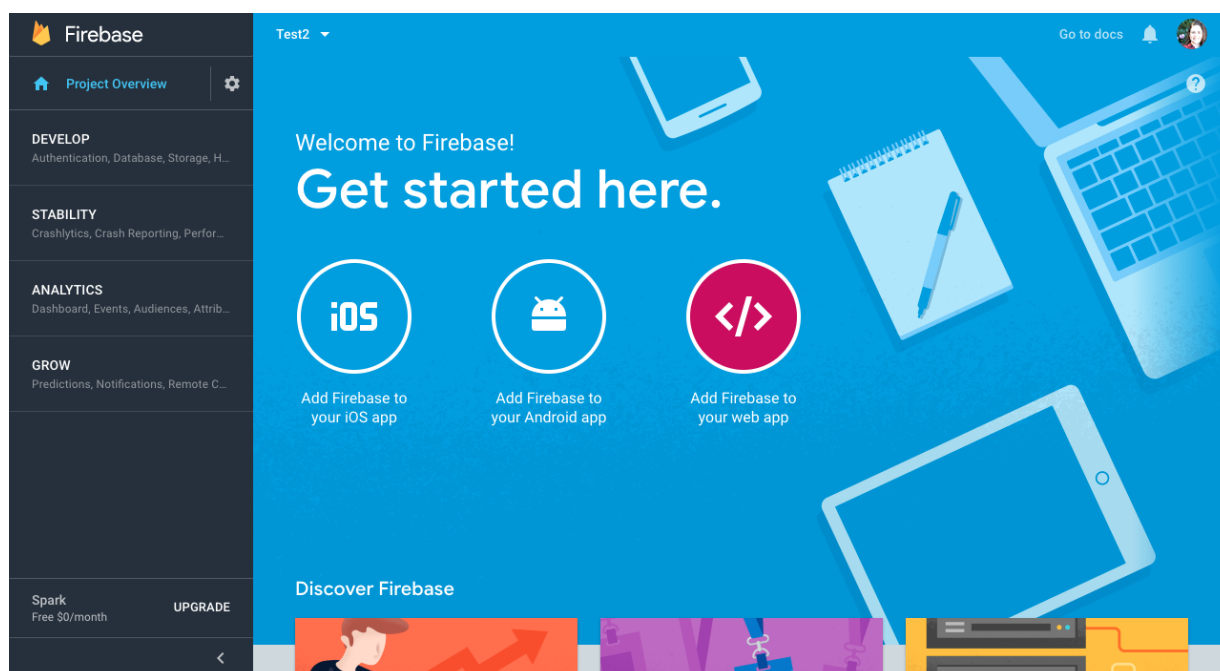 Firebase
Test2
Go to docs
Project Overview
?
DEVELOP
Authentication, Database, Storage, H...
STABILITY
Crashlytics, Crash Reporting, Perfor...
ANALYTICS
Dashboard, Events, Audiences, Attrib...
GROW
Predictions, Notifications, Remote C...
Spark
Free $0/month
UPGRADE
Welcome to Firebase!
Get started here.
iOS
</>
Add Firebase to
your iOS app
Add Firebase to
your Android app
Add Firebase to
your web app
Discover Firebase